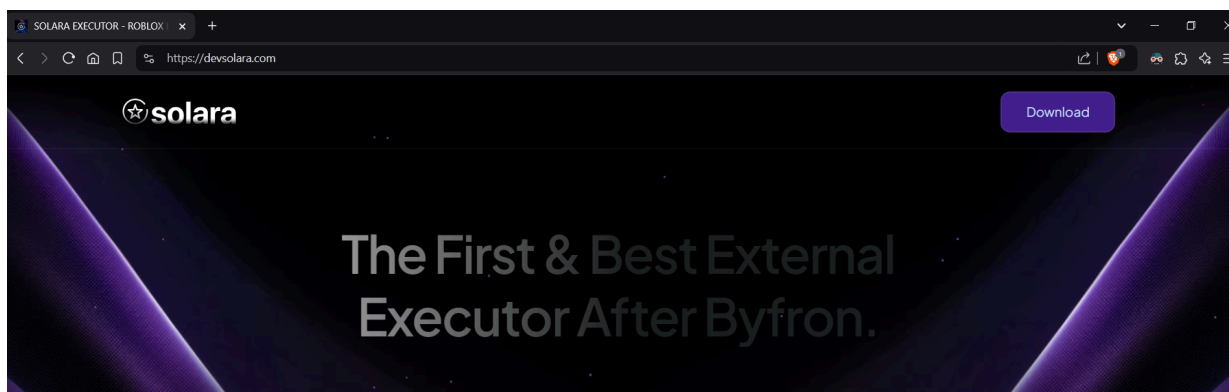 SOLARA EXECUTOR - ROBLOX
https://devsolara.com
solara
Download
The First & Best External
Executor After Byfron.